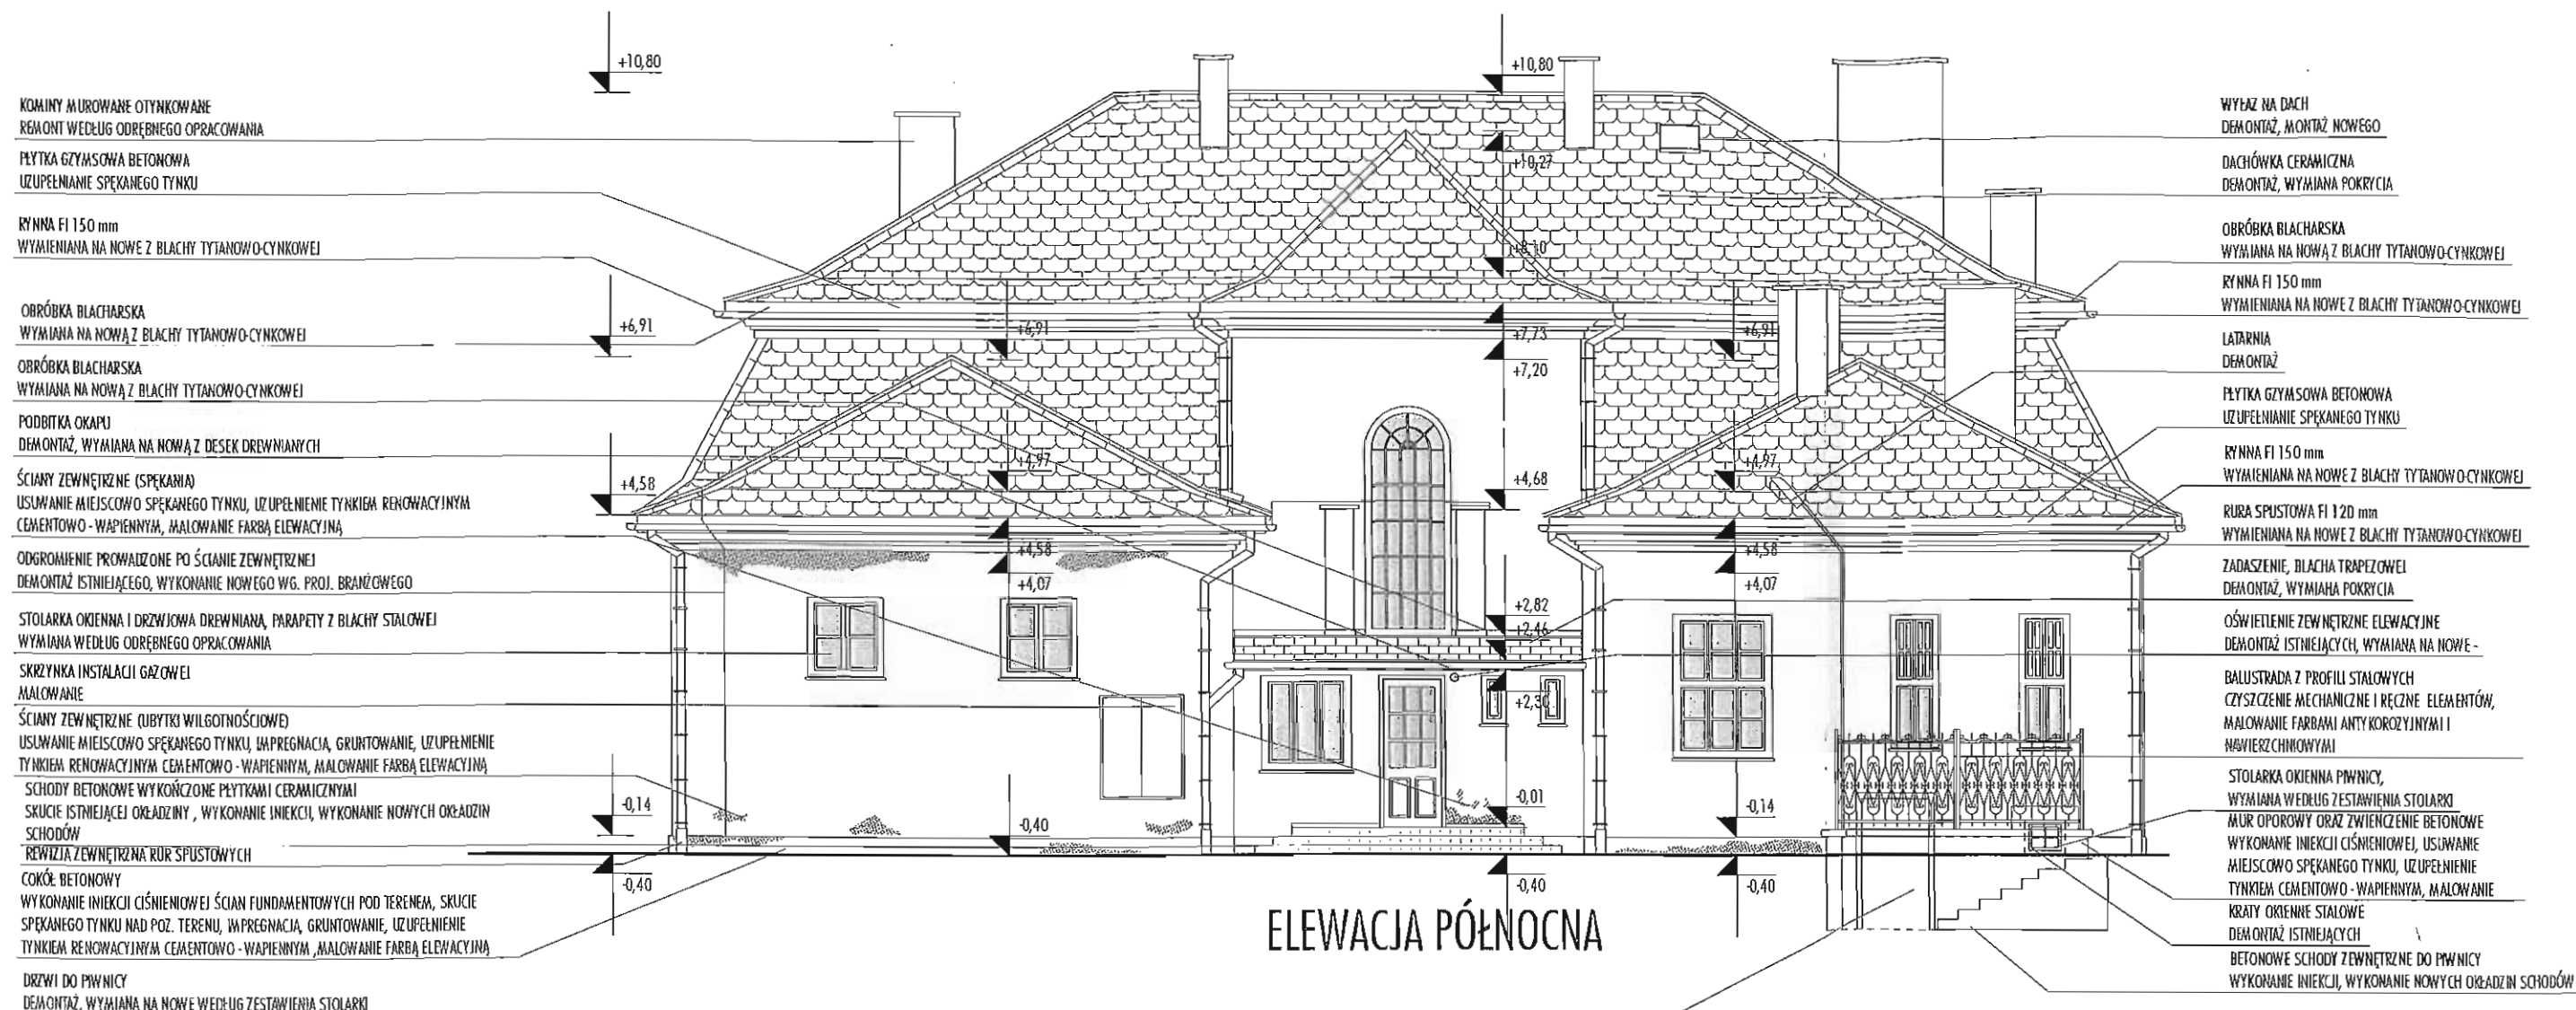 KOMINY MUROWANE OTYNKOWANE
REMONT WEDŁUG ODRĘBNEGO OPRACOWANIA
PŁYTKA GZYMSOWA BETONOWA
UZUPEŁNIANIE SPĘKANEGO TYNKU
RYNNA FI 150 mm
WYMIENIANA NA NOWE Z BLACHY TYTANOWO-CYNKOWEJ
OBRÓBKA BLACHARSKA
WYMIANA NA NOWĄ Z BLACHY TYTANOWO-CYNKOWEJ
OBRÓBKA BLACHARSKA
WYMIANA NA NOWĄ Z BLACHY TYTANOWO-CYNKOWEJ
PODBITKA OKAPU
DEMONTAŻ, WYMIANA NA NOWĄ Z DESEK DREWNIANYCH
ŚCIANY ZEWNĘTRZNE (SPĘKANIA)
USUWANIE MIEJSCOWO SPĘKANEGO TYNKU, UZUPEŁNIENIE TYNKIEM RENOWACYJNYM
CEMENTOWO - WAPIENNYM, MALOWANIE FARBĄ ELEWACYJNĄ
ODGROMIENIE PROWADZONE PO ŚCIANIE ZEWNĘTRZNEJ
DEMONTAŻ ISTNIEJĄCEGO, WYKONANIE NOWEGO WG. PROJ. BRANŻOWEGO
STOLARKA OKIENNA I DRZWIOWA DREWNIANA, PARAPETY Z BLACHY STALOWEJ
WYMIANA WEDŁUG ODRĘBNEGO OPRACOWANIA
SKRZYNKA INSTALACJI GAZOWEJ
MALOWANIE
ŚCIANY ZEWNĘTRZNE (UBYTKI WILGOTNOŚCIOWE)
USUWANIE MIEJSCOWO SPĘKANEGO TYNKU, IMPREGNACJA, GRUNTOWANIE, UZUPEŁNIENIE
TYNKIEM RENOWACYJNYM CEMENTOWO - WAPIENNYM, MALOWANIE FARBĄ ELEWACYJNĄ
SCHODY BETONOWE WYKOŃCZONE PŁYTKAMI CERAMICZNYMI
SKUCIE ISTNIEJĄCEJ OKŁADZINY , WYKONANIE INIEKCJI, WYKONANIE NOWYCH OKŁADZIN
SCHODÓW
REWIZJA ZEWNĘTRZNA RUR SPUSTOWYCH
COKÓŁ BETONOWY
WYKONANIE INIEKCJI CIŚNIENIOWEJ ŚCIAN FUNDAMENTOWYCH POD TERENEM, SKUCIE
SPĘKANEGO TYNKU NAD POZ. TERENU, IMPREGNACJA, GRUNTOWANIE, UZUPEŁNIENIE
TYNKIEM RENOWACYJNYM CEMENTOWO - WAPIENNYM ,MALOWANIE FARBĄ ELEWACYJNĄ
DRZWI DO PIWNICY
DEMONTAŻ, WYMIANA NA NOWE WEDŁUG ZESTAWIENIA STOLARKI
+10,80
+6,91
+4,58
-0,14
-0,40
+6,91
+4,97
+4,58
+4,07
-0,40
+10,80
+10,27
+8,10
+7,73
+7,20
+4,68
+2,82
+2,46
+2,30
-0,01
-0,40
+6,91
+4,97
+4,58
+4,07
-0,14
-0,40
ELEWACJA PÓŁNOCNA
WYŁAZ NA DACH
DEMONTAŻ, MONTAŻ NOWEGO
DACHÓWKA CERAMICZNA
DEMONTAŻ, WYMIANA POKRYCIA
OBRÓBKA BLACHARSKA
WYMIANA NA NOWĄ Z BLACHY TYTANOWO-CYNKOWEJ
RYNNA FI 150 mm
WYMIENIANA NA NOWE Z BLACHY TYTANOWO-CYNKOWEJ
LATARNIA
DEMONTAŻ
PŁYTKA GZYMSOWA BETONOWA
UZUPEŁNIANIE SPĘKANEGO TYNKU
RYNNA FI 150 mm
WYMIENIANA NA NOWE Z BLACHY TYTANOWO-CYNKOWEJ
RURA SPUSTOWA FI 120 mm
WYMIENIANA NA NOWE Z BLACHY TYTANOWO-CYNKOWEJ
ZADASZENIE, BLACHA TRAPEZOWEJ
DEMONTAŻ, WYMIANA POKRYCIA
OŚWIETLENIE ZEWNĘTRZNE ELEWACYJNE
DEMONTAŻ ISTNIEJĄCYCH, WYMIANA NA NOWE -
BALUSTRADA Z PROFILI STALOWYCH
CZYSZCZENIE MECHANICZNE I RĘCZNE ELEMENTÓW,
MALOWANIE FARBAMI ANTYKOROZYJNYMI I
NAWIERZCHNIOWYMI
STOLARKA OKIENNA PIWNICY,
WYMIANA WEDŁUG ZESTAWIENIA STOLARKI
MUR OPOROWY ORAZ ZWIEŃCZENIE BETONOWE
WYKONANIE INIEKCJI CIŚNIENIOWEJ, USUWANIE
MIEJSCOWO SPĘKANEGO TYNKU, UZUPEŁNIENIE
TYNKIEM CEMENTOWO - WAPIENNYM, MALOWANIE
KRATY OKIENNE STALOWE
DEMONTAŻ ISTNIEJĄCYCH
BETONOWE SCHODY ZEWNĘTRZNE DO PIWNICY
WYKONANIE INIEKCJI, WYKONANIE NOWYCH OKŁADZIN SCHODÓW